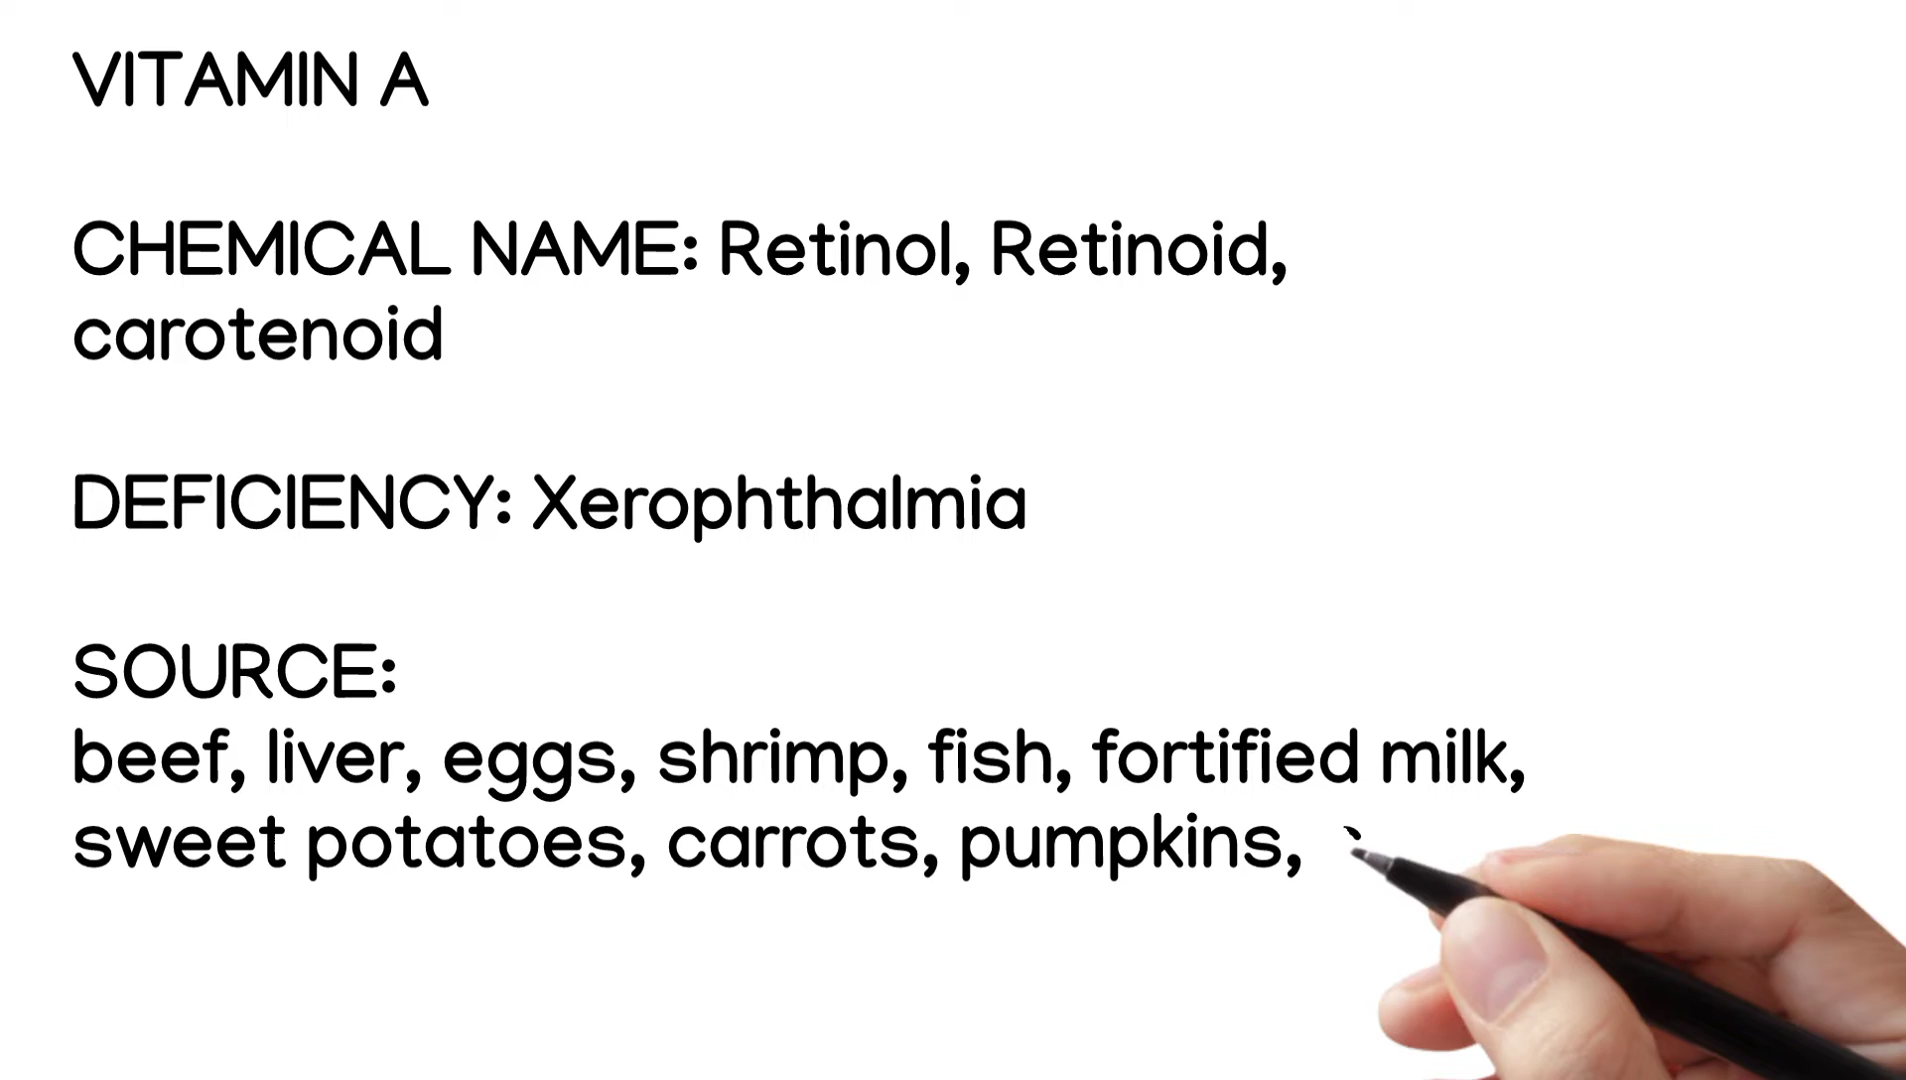 VITAMIN A
CHEMICAL NAME: Retinol, Retinoid,
carotenoid
DEFICIENCY: Xerophthalmia
SOURCE:
beef, liver, eggs, shrimp, fish, fortified milk,
sweet potatoes, carrots, pumpkins,